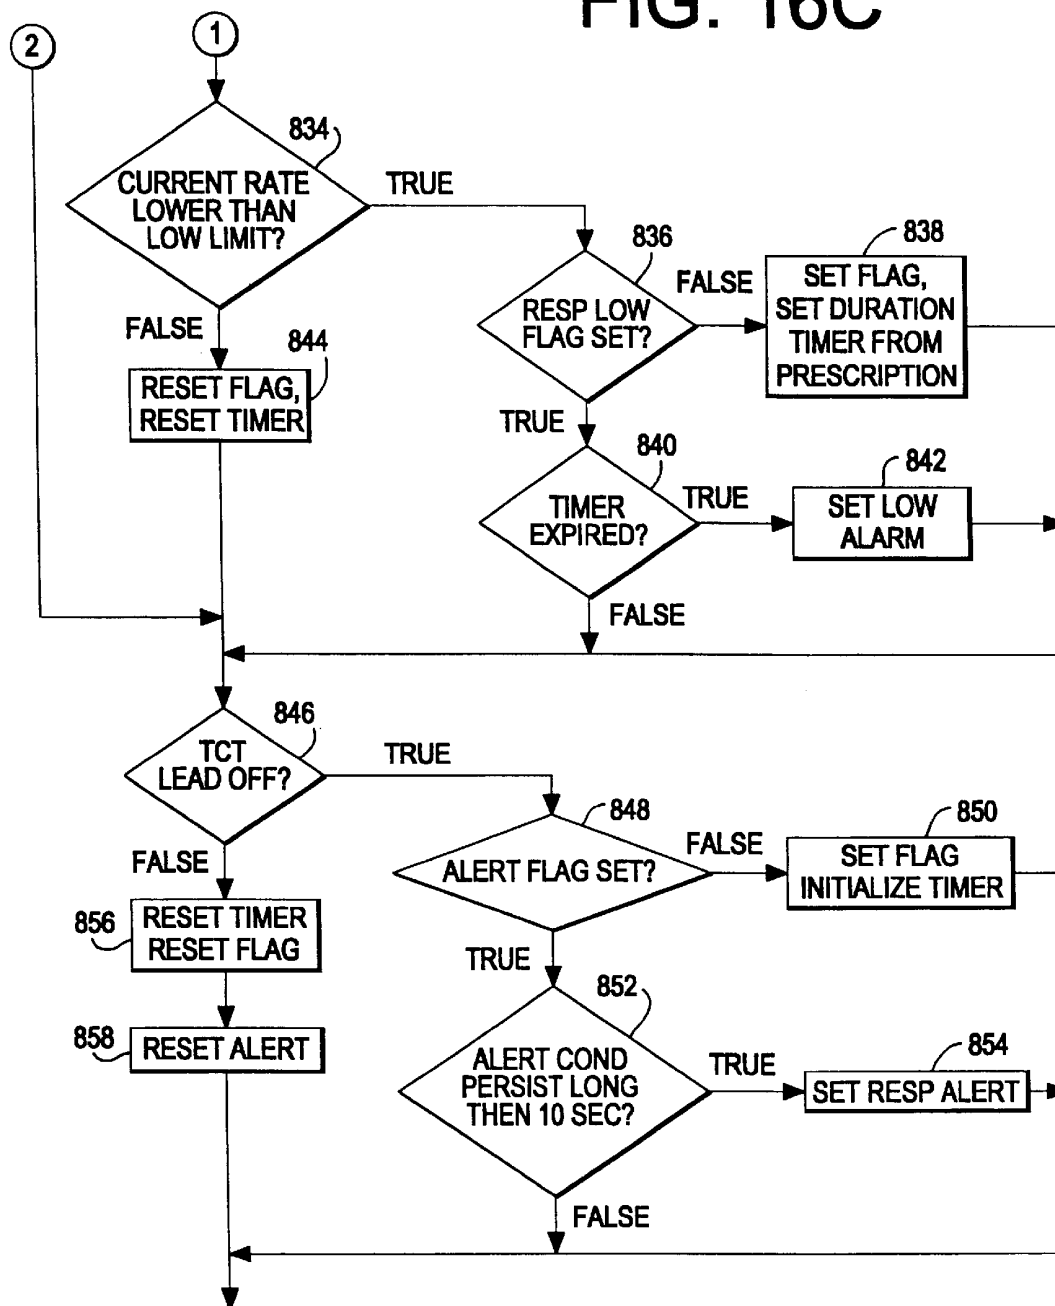 FIG. 16C
2
1
834
CURRENT RATE
LOWER THAN
LOW LIMIT?
TRUE
FALSE
836
RESP LOW
FLAG SET?
FALSE
838
SET FLAG,
SET DURATION
TIMER FROM
PRESCRIPTION
844
RESET FLAG,
RESET TIMER
TRUE
840
TIMER
EXPIRED?
TRUE
842
SET LOW
ALARM
FALSE
846
TCT
LEAD OFF?
TRUE
848
ALERT FLAG SET?
FALSE
850
SET FLAG
INITIALIZE TIMER
FALSE
856
RESET TIMER
RESET FLAG
TRUE
852
ALERT COND
PERSIST LONG
THEN 10 SEC?
TRUE
854
SET RESP ALERT
858
RESET ALERT
FALSE